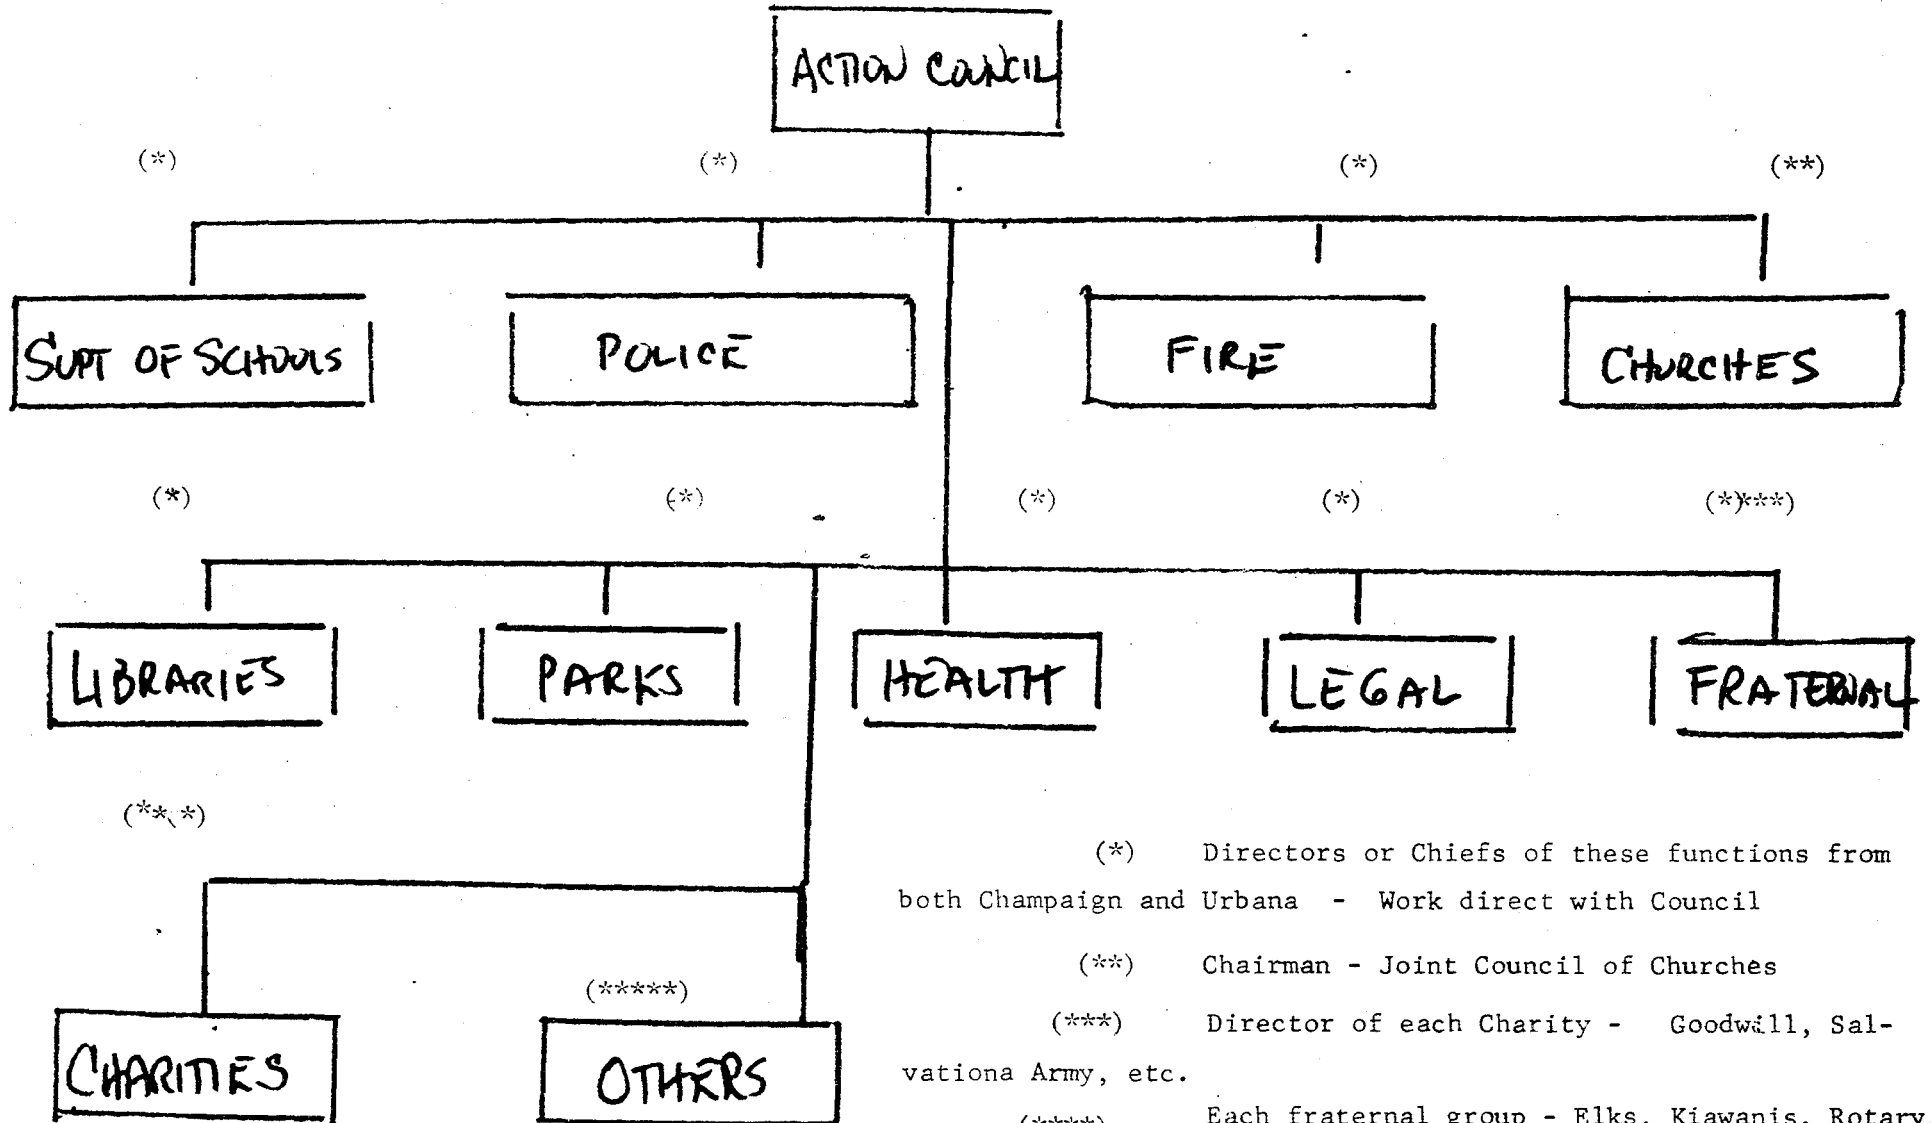 ACTION COUNCIL
(*) (*) (*) (**)
SUPT OF SCHOOLS POLICE FIRE CHURCHES
(*) (*) (*) (*) (*)***)
LIBRARIES PARKS HEALTH LEGAL FRATERNAL
(***)
(*) Directors or Chiefs of these functions from
both Champaign and Urbana - Work direct with Council
(**) Chairman - Joint Council of Churches
(*****)
(***) Director of each Charity - Goodwill, Sal-
CHARITIES OTHERS
vationa Army, etc.
(****) Each fraternal group - Elks, Kiawanis, Rotary